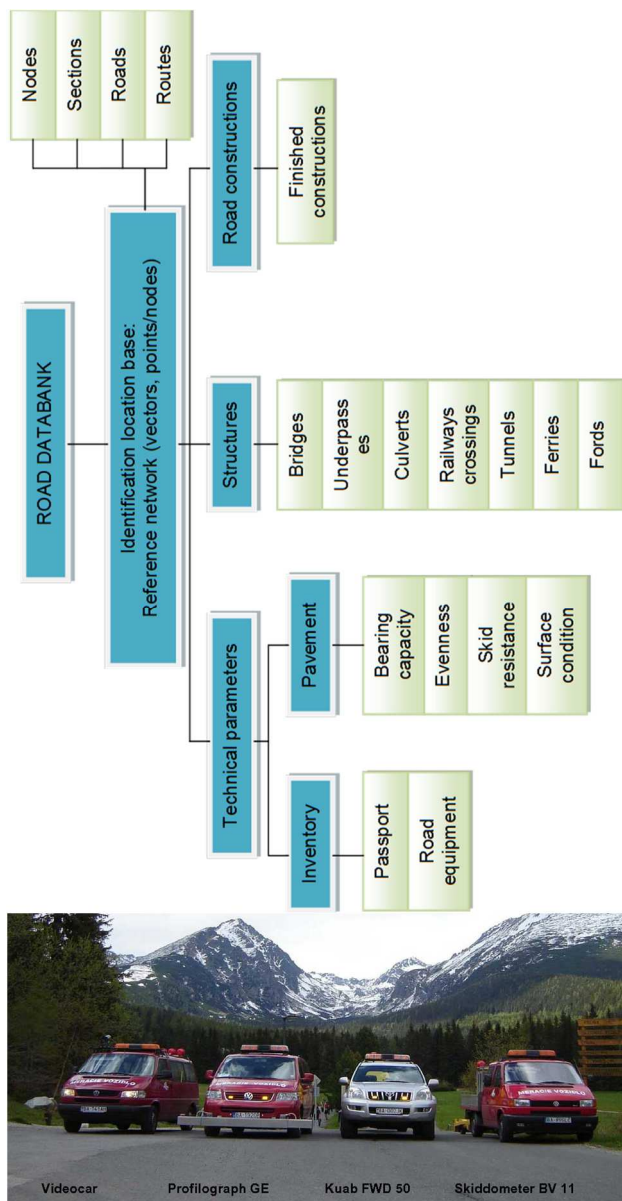 ROAD DATABANK
Identification location base:
Reference network (vectors, points/nodes)
Nodes
Sections
Roads
Routes
Technical parameters
Structures
Road constructions
Inventory
Pavement
Passport
Road
equipment
Bearing
capacity
Evenness
Skid
resistance
Surface
condition
Bridges
Underpass
es
Culverts
Railways
crossings
Tunnels
Ferries
Fords
Finished
constructions
MERAČIE VOZIDLO
Videocar
Profilograph GE
Kuab FWD 50
Skiddometer BV 11